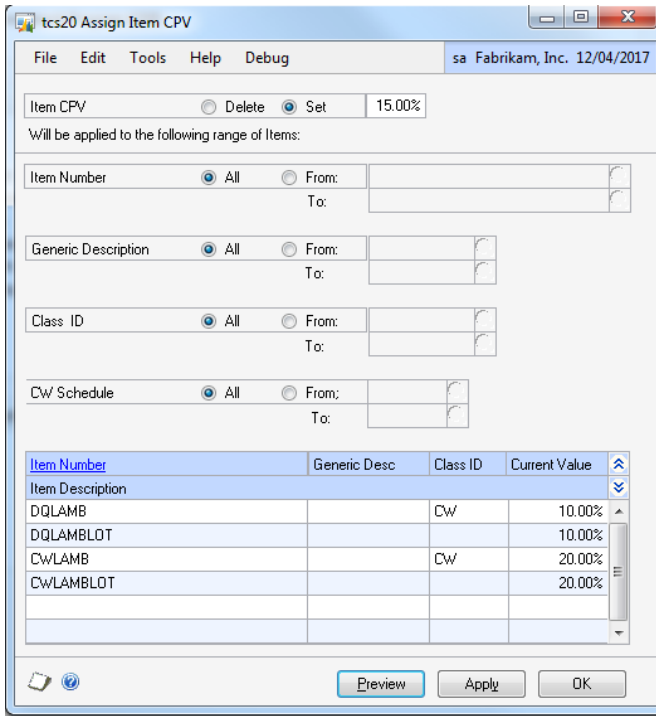 tcs20 Assign Item CPV
File Edit Tools Help Debug sa Fabrikam, Inc. 12/04/2017
Item CPV Delete Set 15.00%
Will be applied to the following range of Items:
Item Number All From:
To:
Generic Description All From:
To:
Class ID All From:
To:
CW Schedule All From;
To:
Item Number Generic Desc Class ID Current Value
Item Description
DQLAMB CW 10.00%
DQLAMBLOT 10.00%
CWLAMB CW 20.00%
CWLAMBLOT 20.00%
Preview Apply OK